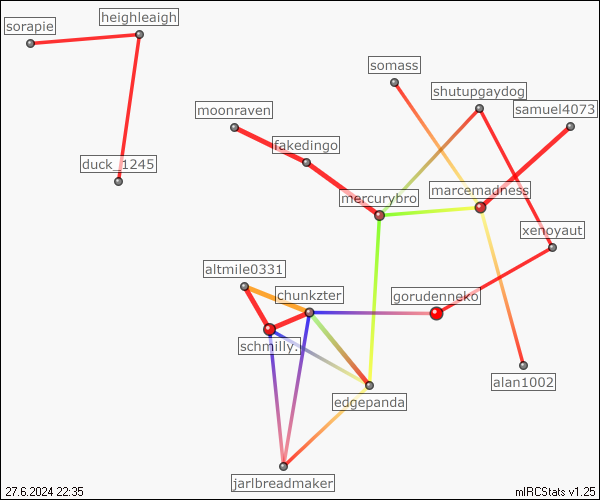 heighleaigh
sorapie
somass
shutupgaydog
samuel4073
moonraven
fakedingo
duck_1245
marcemadness
mercurybro
xenoyaut
altmile0331
chunkzter
gorudenneko
schmilly.
alan1002
edgepanda
jarlbreadmaker
27.6.2024 22:35
mIRCStats v1.25